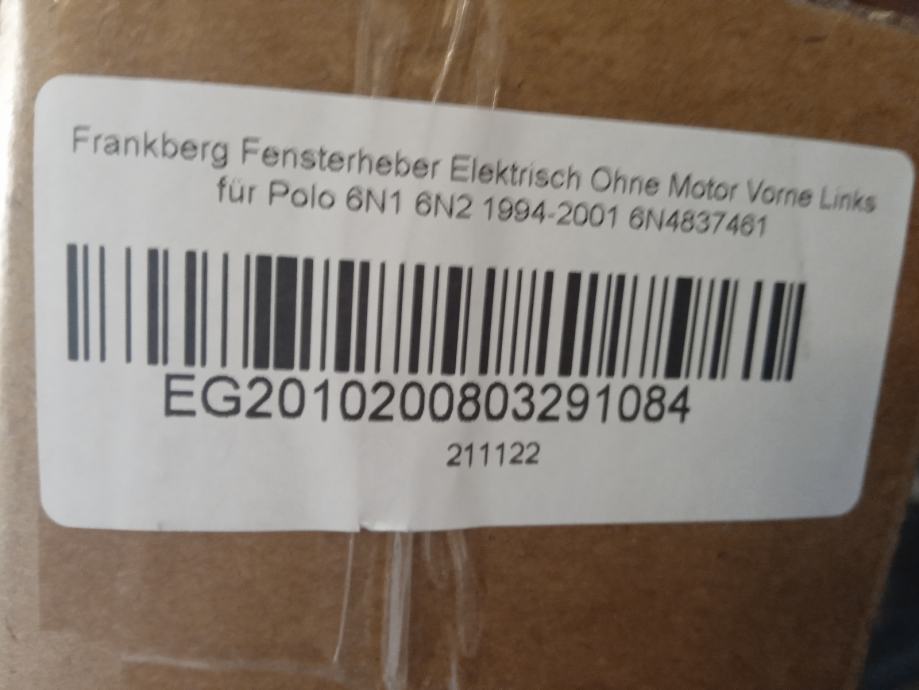 Frankberg Fensterheber Elektrisch Ohne Motor Vorne Links
für Polo 6N1 6N2 1994-2001 6N4837461
EG2010200803291084
211122